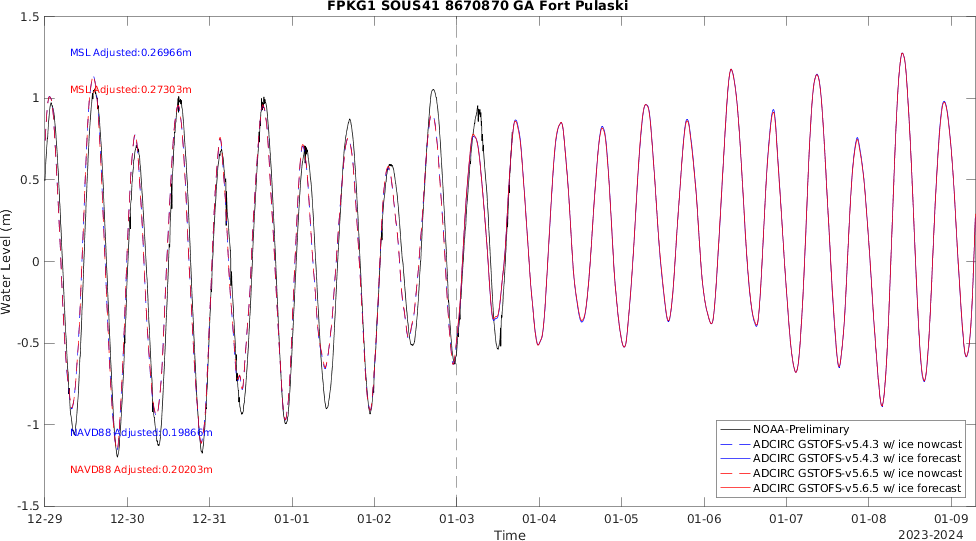 FPKG1 SOUS41 8670870 GA Fort Pulaski
1.5
1
0.5
0
-0.5
-1
-1.5
Water Level (m)
MSL Adjusted:0.26966m
MSL Adjusted:0.27303m
NAVD88 Adjusted:0.19866m
NAVD88 Adjusted:0.20203m
NOAA-Preliminary
ADCIRC GSTOFS-v5.4.3 w/ ice nowcast
ADCIRC GSTOFS-v5.4.3 w/ ice forecast
ADCIRC GSTOFS-v5.6.5 w/ ice nowcast
ADCIRC GSTOFS-v5.6.5 w/ ice forecast
12-29 12-30 12-31 01-01 01-02 01-03 01-04 01-05 01-06 01-07 01-08 01-09
Time
2023-2024